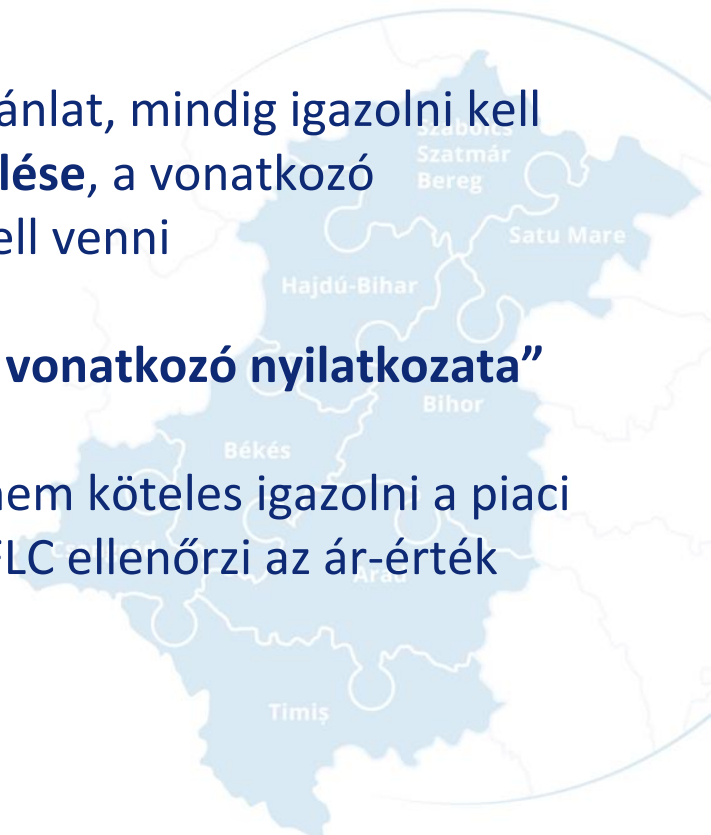 ánlat, mindig igazolni kell
lése, a vonatkozó
ell venni
vonatkozó nyilatkozata”
nem köteles igazolni a piaci
FLC ellenőrzi az ár-érték
Szabolcs
Szatmár
Bereg
Satu Mare
Hajdú-Bihar
Bihor
Békés
Arad
Timiș